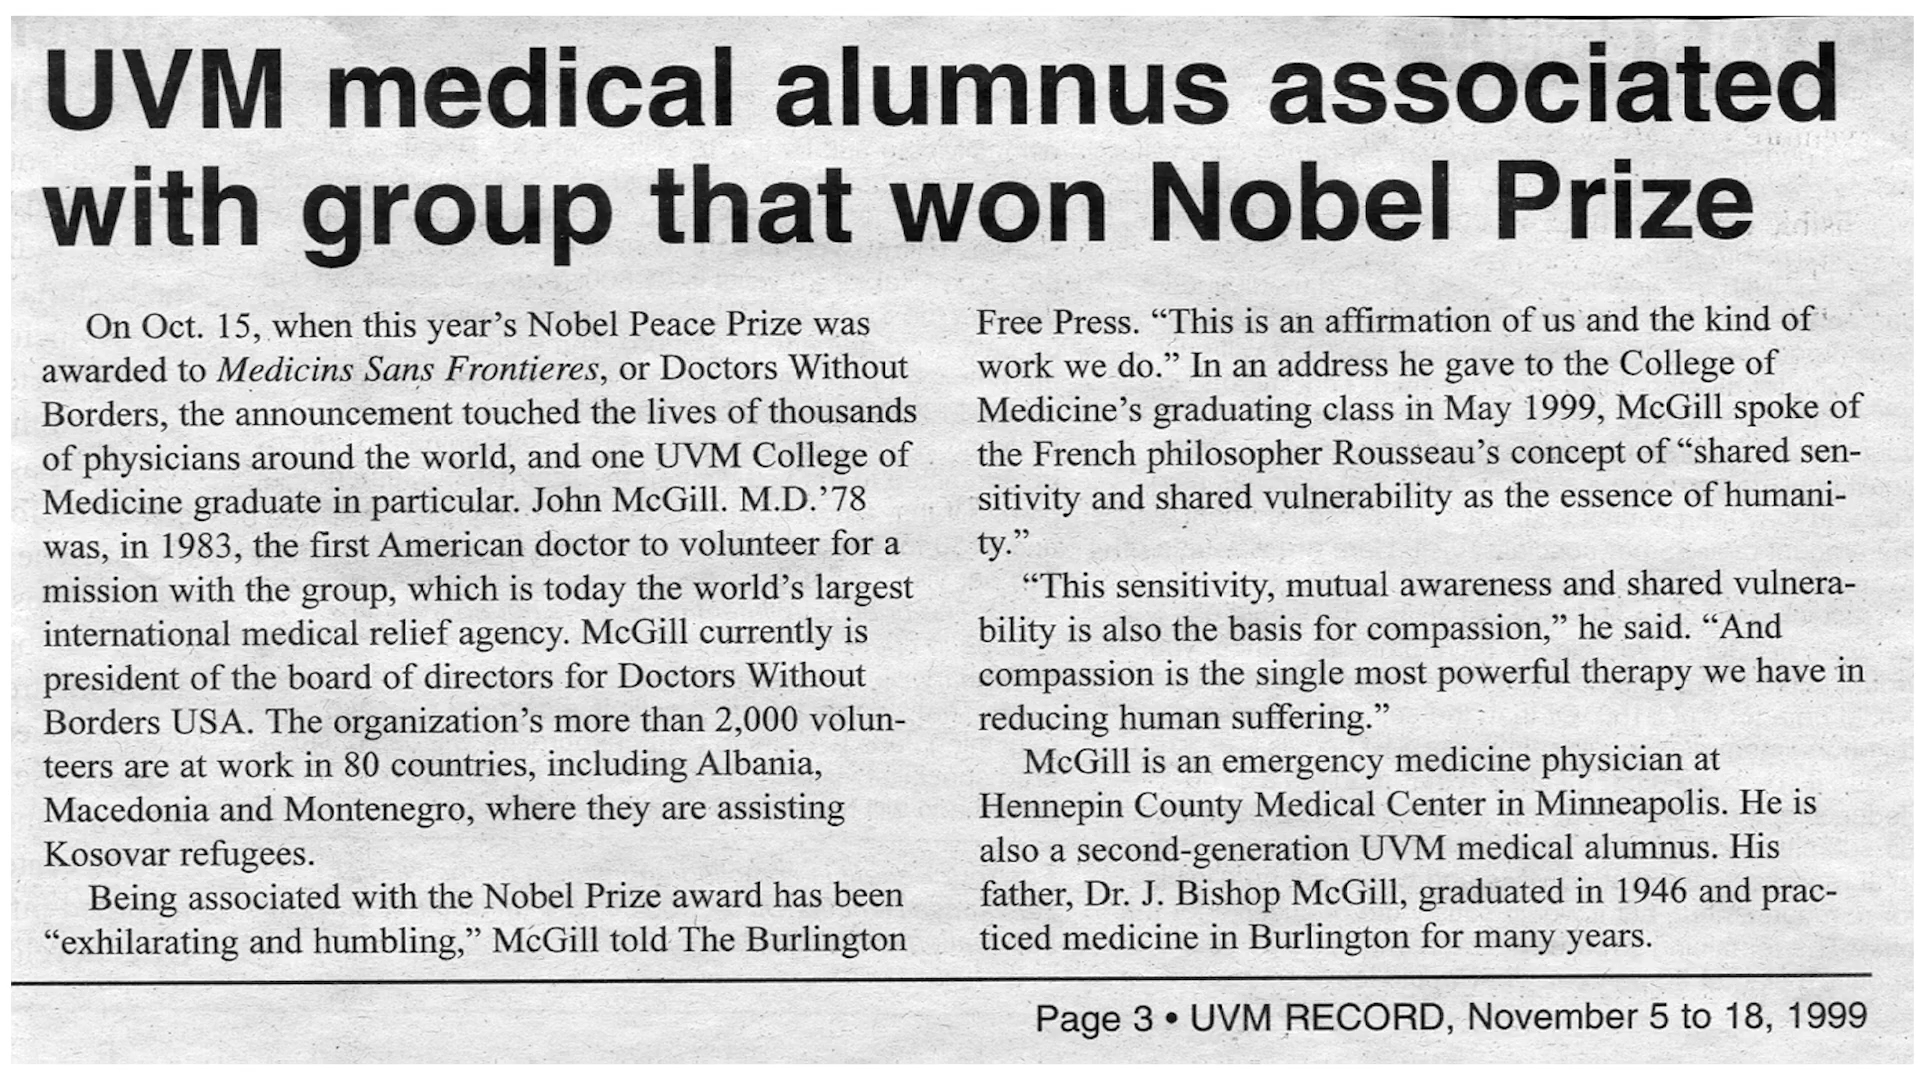 UVM medical alumnus associated
with group that won Nobel Prize
On Oct. 15, when this year’s Nobel Peace Prize was
awarded to Medicins Sans Frontieres, or Doctors Without
Borders, the announcement touched the lives of thousands
of physicians around the world, and one UVM College of
Medicine graduate in particular. John McGill. M.D.’78
was, in 1983, the first American doctor to volunteer for a
mission with the group, which is today the world’s largest
international medical relief agency. McGill currently is
president of the board of directors for Doctors Without
Borders USA. The organization’s more than 2,000 volun-
teers are at work in 80 countries, including Albania,
Macedonia and Montenegro, where they are assisting
Kosovar refugees.
Being associated with the Nobel Prize award has been
“exhilarating and humbling,” McGill told The Burlington
Free Press. “This is an affirmation of us and the kind of
work we do.” In an address he gave to the College of
Medicine’s graduating class in May 1999, McGill spoke of
the French philosopher Rousseau’s concept of “shared sen-
sitivity and shared vulnerability as the essence of humani-
ty.”
“This sensitivity, mutual awareness and shared vulnera-
bility is also the basis for compassion,” he said. “And
compassion is the single most powerful therapy we have in
reducing human suffering.”
McGill is an emergency medicine physician at
Hennepin County Medical Center in Minneapolis. He is
also a second-generation UVM medical alumnus. His
father, Dr. J. Bishop McGill, graduated in 1946 and prac-
ticed medicine in Burlington for many years.
Page 3 • UVM RECORD, November 5 to 18, 1999